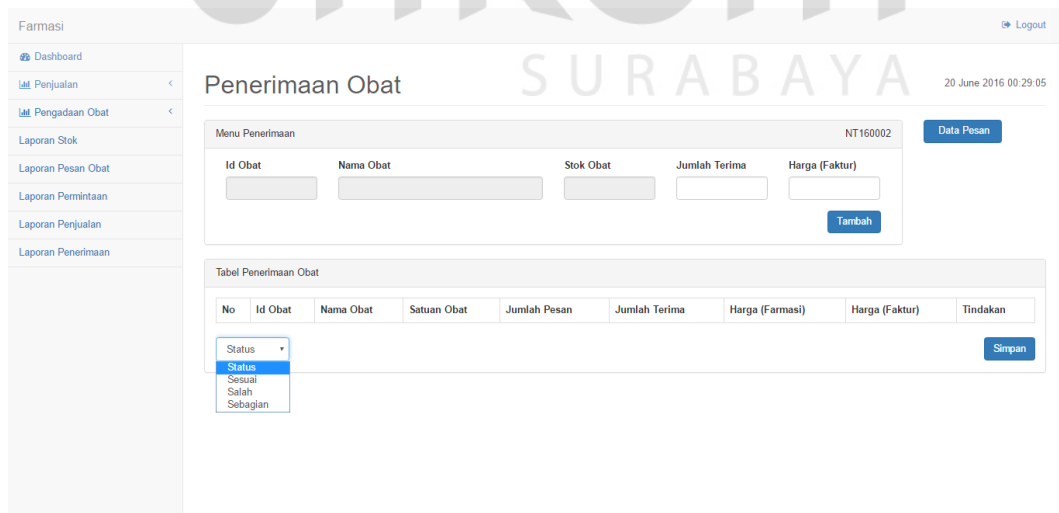 Farmasi
Logout
Dashboard
Penjualan
Pengadaan Obat
Laporan Stok
Laporan Pesan Obat
Laporan Permintaan
Laporan Penjualan
Laporan Penerimaan
SURABAYA
Penerimaan Obat
20 June 2016 00:29:05
Menu Penerimaan NT160002
Data Pesan
Id Obat Nama Obat Stok Obat Jumlah Terima Harga (Faktur)
Tambah
Tabel Penerimaan Obat
No Id Obat Nama Obat Satuan Obat Jumlah Pesan Jumlah Terima Harga (Farmasi) Harga (Faktur) Tindakan
Status
Simpan
Status
Sesuai
Salah
Sebagian